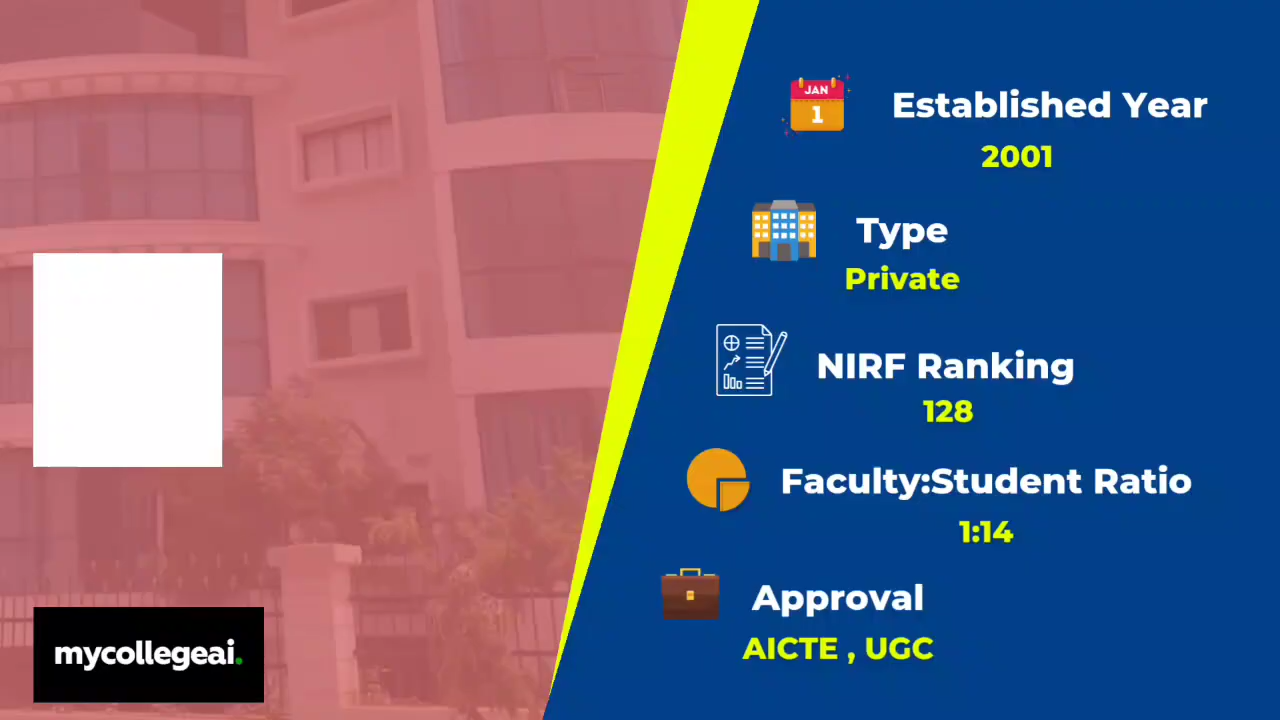 JAN
1
Established Year
2001
Type
Private
NIRF Ranking
128
Faculty:Student Ratio
1:14
Approval
AICTE , UGC
mycollegeai.